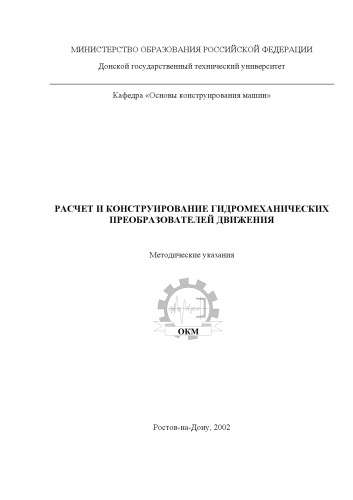 МИНИСТЕРСТВО ОБРАЗОВАНИЯ РОССИЙСКОЙ ФЕДЕРАЦИИ
Донской государственный технический университет
Кафедра «Основы конструирования машин»
РАСЧЕТ И КОНСТРУИРОВАНИЕ ГИДРОМЕХАНИЧЕСКИХ
ПРЕОБРАЗОВАТЕЛЕЙ ДВИЖЕНИЯ
Методические указания
ОКМ
Ростов-на-Дону, 2002